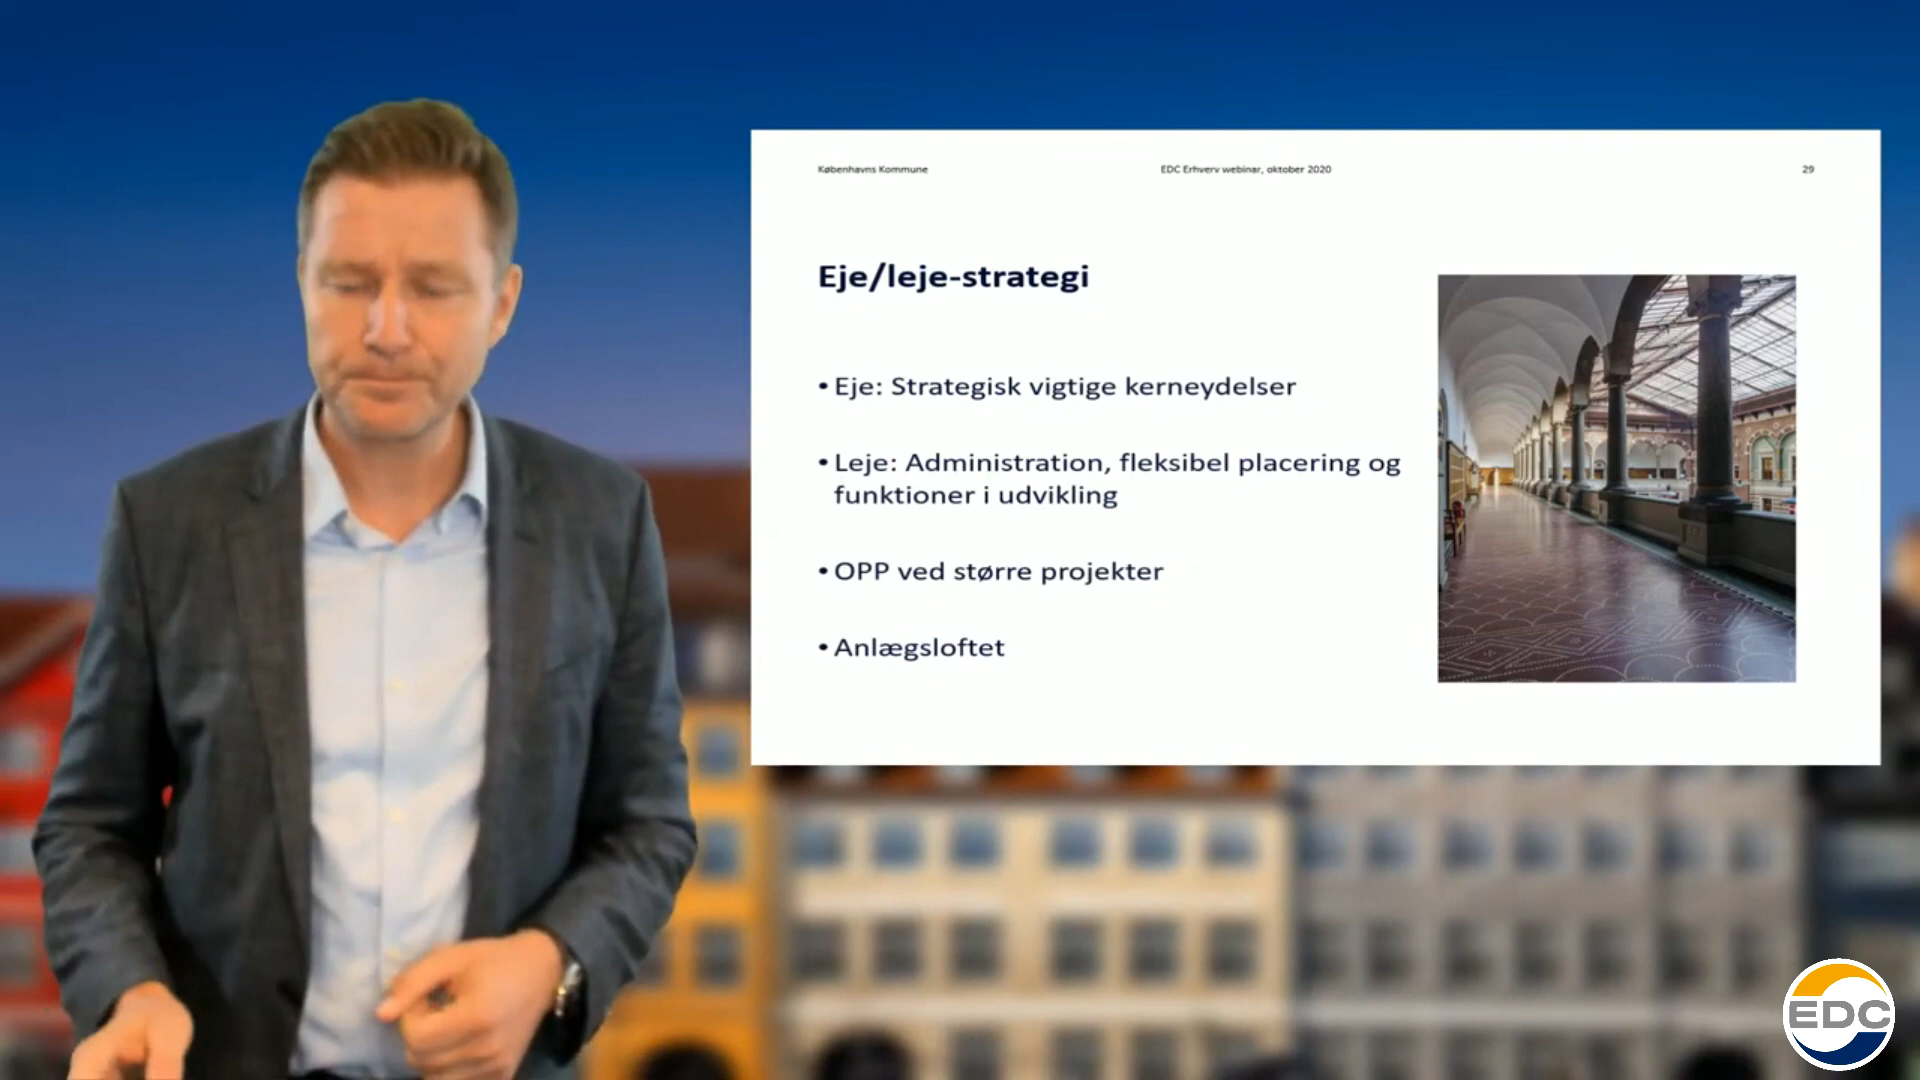 Københavns Kommune
EDC Erhverv webinar, oktober 2020
29
Eje/leje-strategi
• Eje: Strategisk vigtige kerneydelser
• Leje: Administration, fleksibel placering og
funktioner i udvikling
• OPP ved større projekter
• Anlægsloftet
EDC